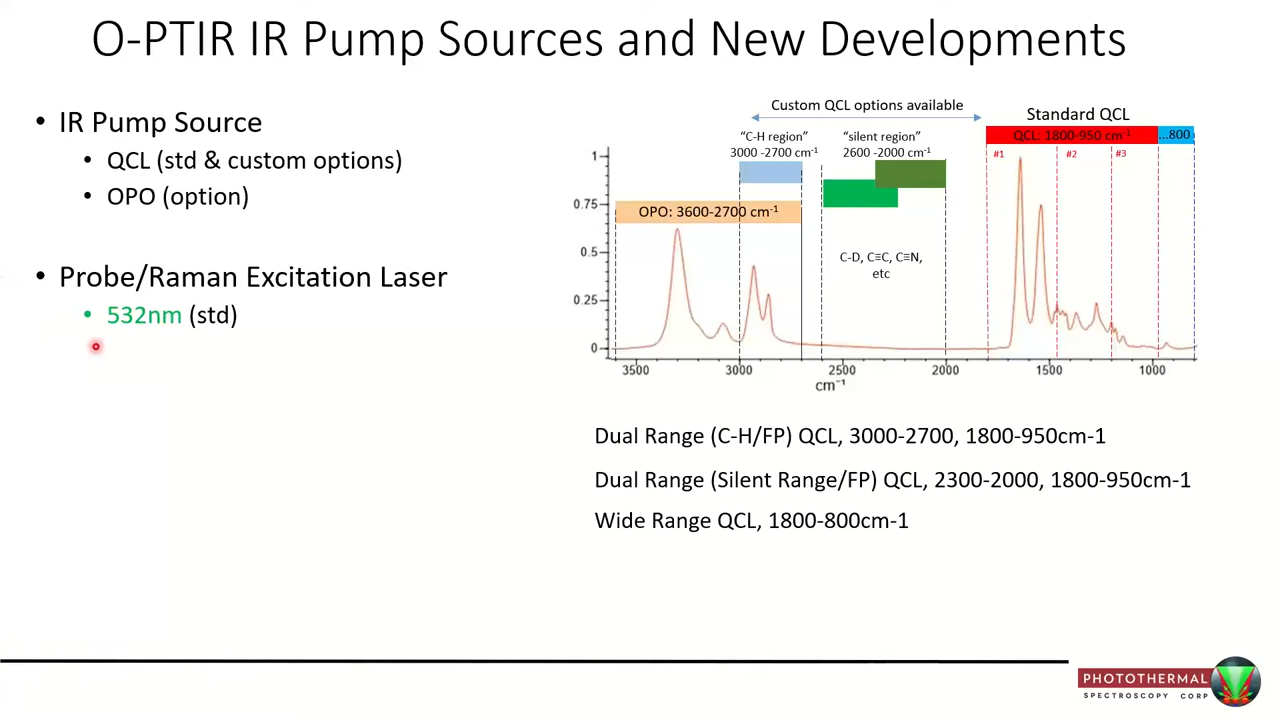 O-PTIR IR Pump Sources and New Developments
• IR Pump Source
• QCL (std & custom options)
• OPO (option)
• Probe/Raman Excitation Laser
• 532nm (std)
Custom QCL options available
Standard QCL
"C-H region"
3000 -2700 cm⁻¹
"silent region"
2600 -2000 cm⁻¹
QCL: 1800-950 cm⁻¹
...800
#1
#2
#3
OPO: 3600-2700 cm⁻¹
C-D, C≡C, C≡N,
etc
1
0.75
0.5
0.25
0
3500
3000
2500
2000
1500
1000
cm⁻¹
Dual Range (C-H/FP) QCL, 3000-2700, 1800-950cm-1
Dual Range (Silent Range/FP) QCL, 2300-2000, 1800-950cm-1
Wide Range QCL, 1800-800cm-1
PHOTOTHERMAL
SPECTROSCOPY CORP